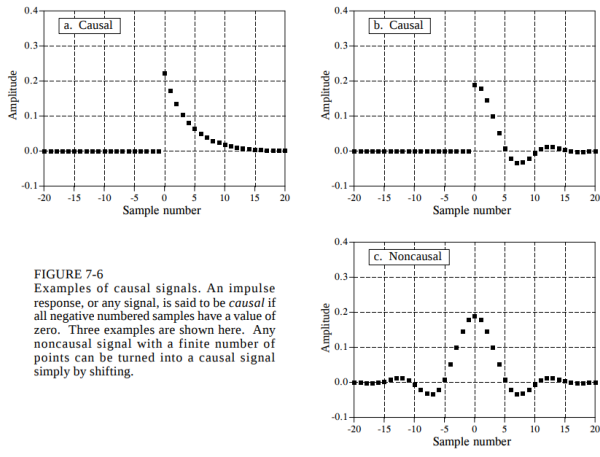 0.4
a. Causal
0.3
0.2
0.1
0.0
-0.1
Amplitude
-20 -15 -10 -5 0 5 10 15 20
Sample number
0.4
b. Causal
0.3
0.2
0.1
0.0
-0.1
Amplitude
-20 -15 -10 -5 0 5 10 15 20
Sample number
FIGURE 7-6
Examples of causal signals. An impulse
response, or any signal, is said to be causal if
all negative numbered samples have a value of
zero. Three examples are shown here. Any
noncausal signal with a finite number of
points can be turned into a causal signal
simply by shifting.
0.4
c. Noncausal
0.3
0.2
0.1
0.0
-0.1
Amplitude
-20 -15 -10 -5 0 5 10 15 20
Sample number